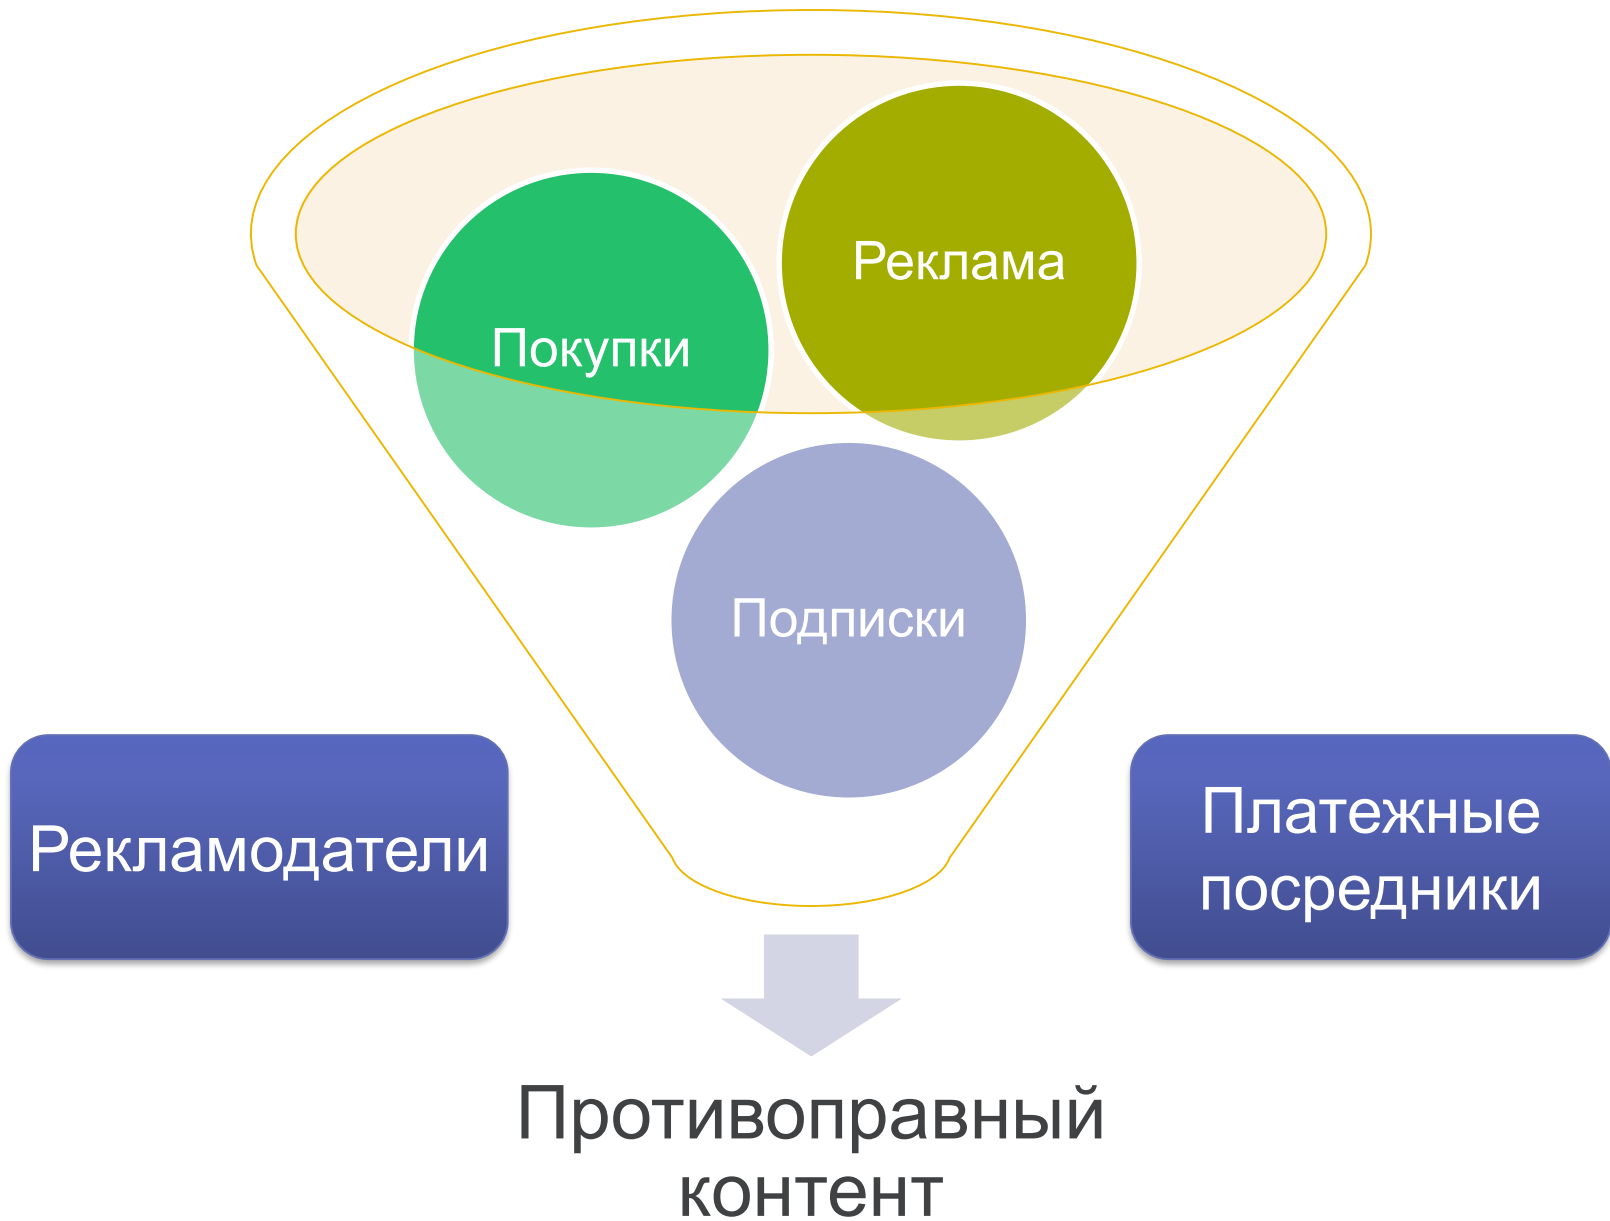 Реклама
Покупки
Подписки
Рекламодатели
Платежные
посредники
Противоправный
контент